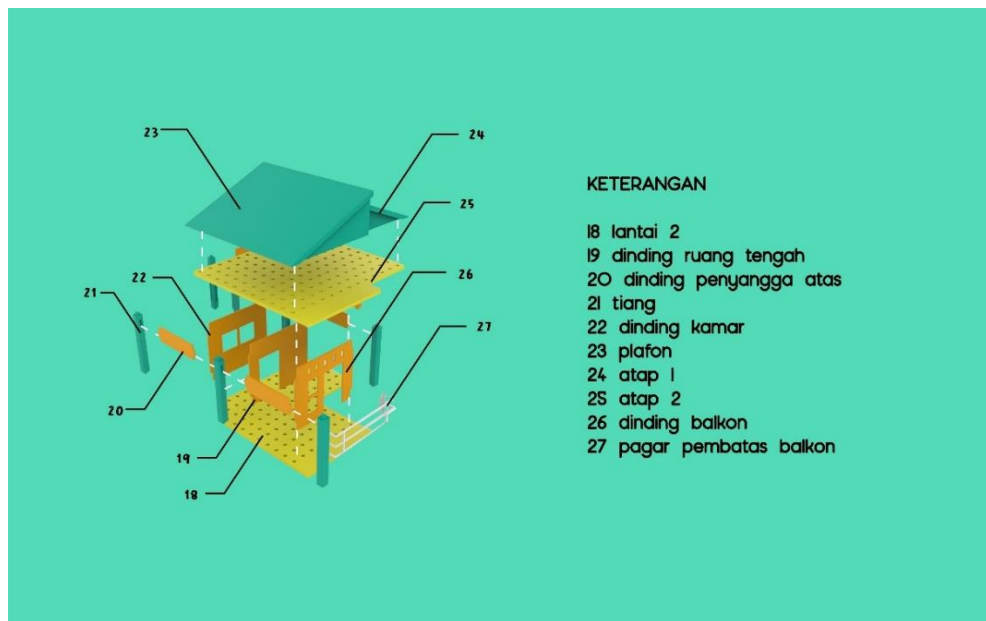 23
24
25
22
26
21
27
20
19
18
KETERANGAN
18 lantai 2
19 dinding ruang tengah
20 dinding penyangga atas
21 tiang
22 dinding kamar
23 plafon
24 atap 1
25 atap 2
26 dinding balkon
27 pagar pembatas balkon